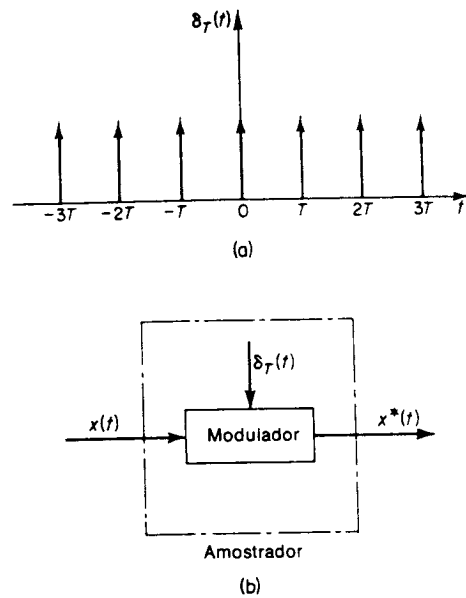 δT(t)
-3T -2T -T 0 T 2T 3T t
(a)
δT(t)
x(t) Modulador x*(t)
Amostrador
(b)